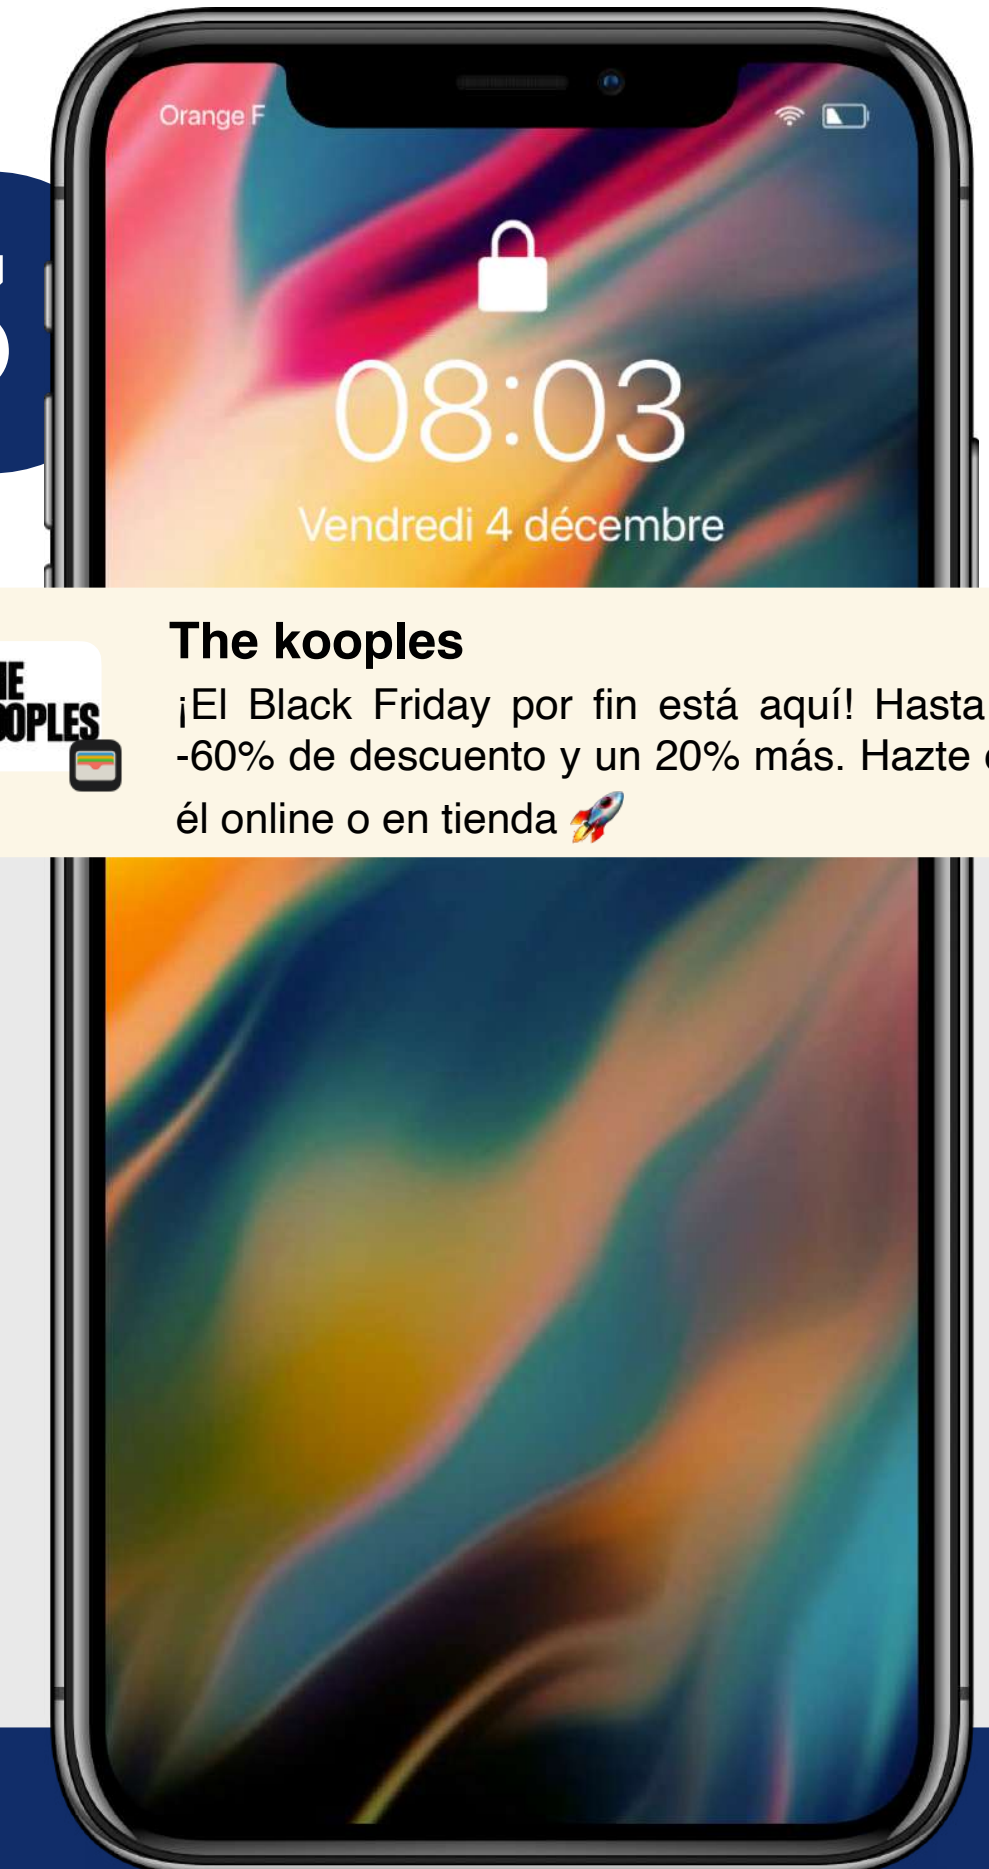 Orange F
08:03
Vendredi 4 décembre
The kooples
¡El Black Friday por fin está aquí! Hasta
-60% de descuento y un 20% más. Hazte
él online o en tienda 🚀